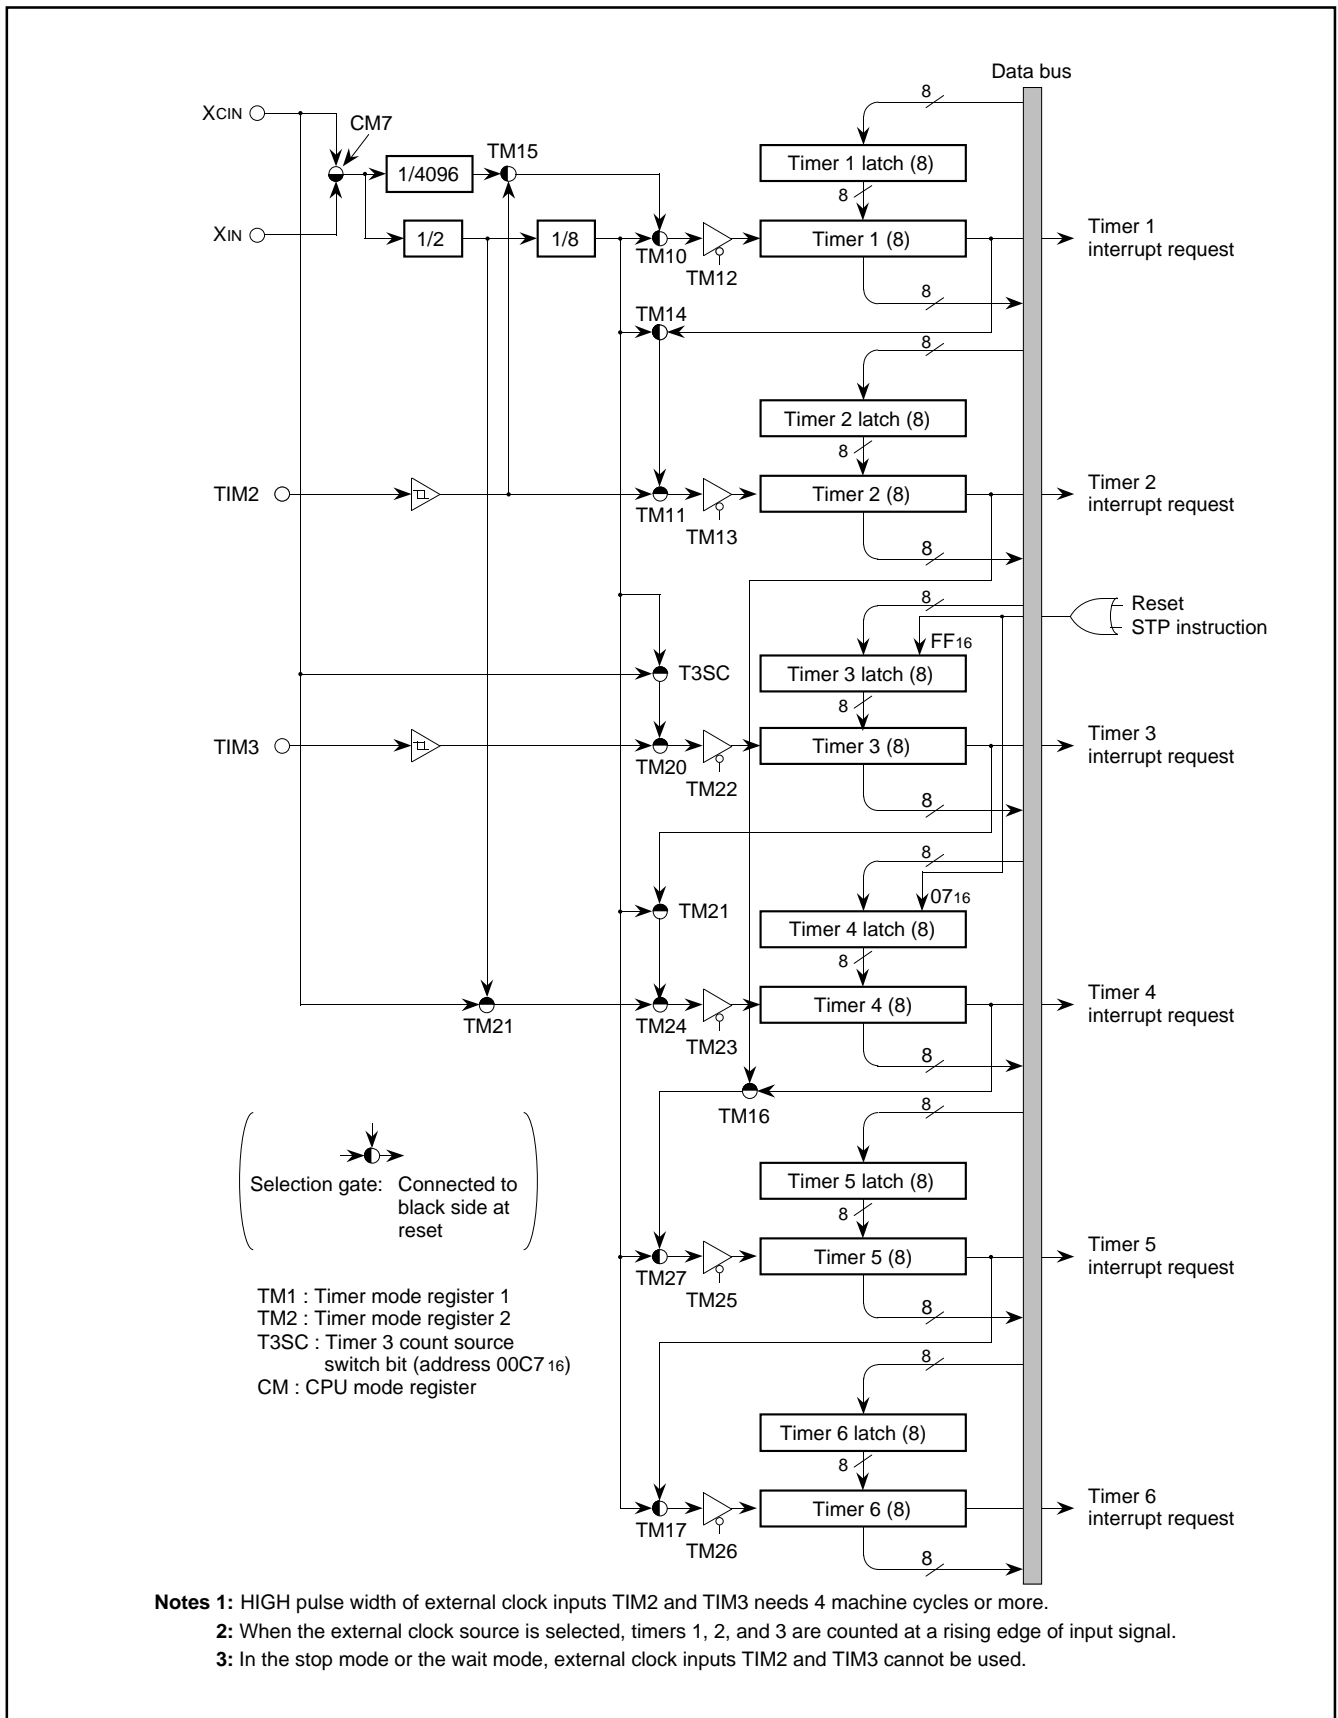 Data bus
XCIN
CM7
8
TM15
1/4096
Timer 1 latch (8)
8
XIN
1/2
1/8
TM10
TM12
Timer 1 (8)
Timer 1
interrupt request
8
TM14
8
Timer 2 latch (8)
8
TIM2
TM11
TM13
Timer 2 (8)
Timer 2
interrupt request
8
8
Reset
STP instruction
FF16
T3SC
Timer 3 latch (8)
8
TIM3
TM20
TM22
Timer 3 (8)
Timer 3
interrupt request
8
8
0716
TM21
Timer 4 latch (8)
8
TM21
TM24
TM23
Timer 4 (8)
Timer 4
interrupt request
8
TM16
8
Selection gate: Connected to
black side at
reset
Timer 5 latch (8)
8
TM27
TM25
Timer 5 (8)
Timer 5
interrupt request
8
TM1 : Timer mode register 1
TM2 : Timer mode register 2
T3SC : Timer 3 count source
switch bit (address 00C7 16)
CM : CPU mode register
8
Timer 6 latch (8)
8
TM17
TM26
Timer 6 (8)
Timer 6
interrupt request
8
Notes 1: HIGH pulse width of external clock inputs TIM2 and TIM3 needs 4 machine cycles or more.
2: When the external clock source is selected, timers 1, 2, and 3 are counted at a rising edge of input signal.
3: In the stop mode or the wait mode, external clock inputs TIM2 and TIM3 cannot be used.